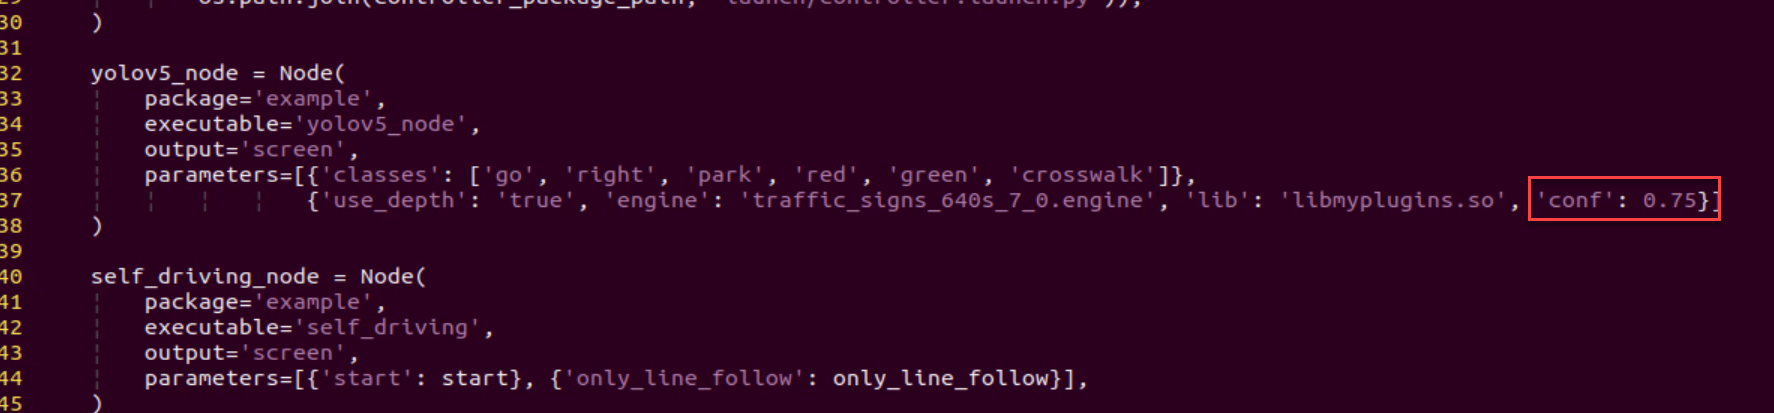 30    )
31
32    yolov5_node = Node(
33        package='example',
34        executable='yolov5_node',
35        output='screen',
36        parameters=[{'classes': ['go', 'right', 'park', 'red', 'green', 'crosswalk']},
37                    {'use_depth': 'true', 'engine': 'traffic_signs_640s_7_0.engine', 'lib': 'libmyplugins.so', 'conf': 0.75}]
38    )
39
40    self_driving_node = Node(
41        package='example',
42        executable='self_driving',
43        output='screen',
44        parameters=[{'start': start}, {'only_line_follow': only_line_follow}],
45    )